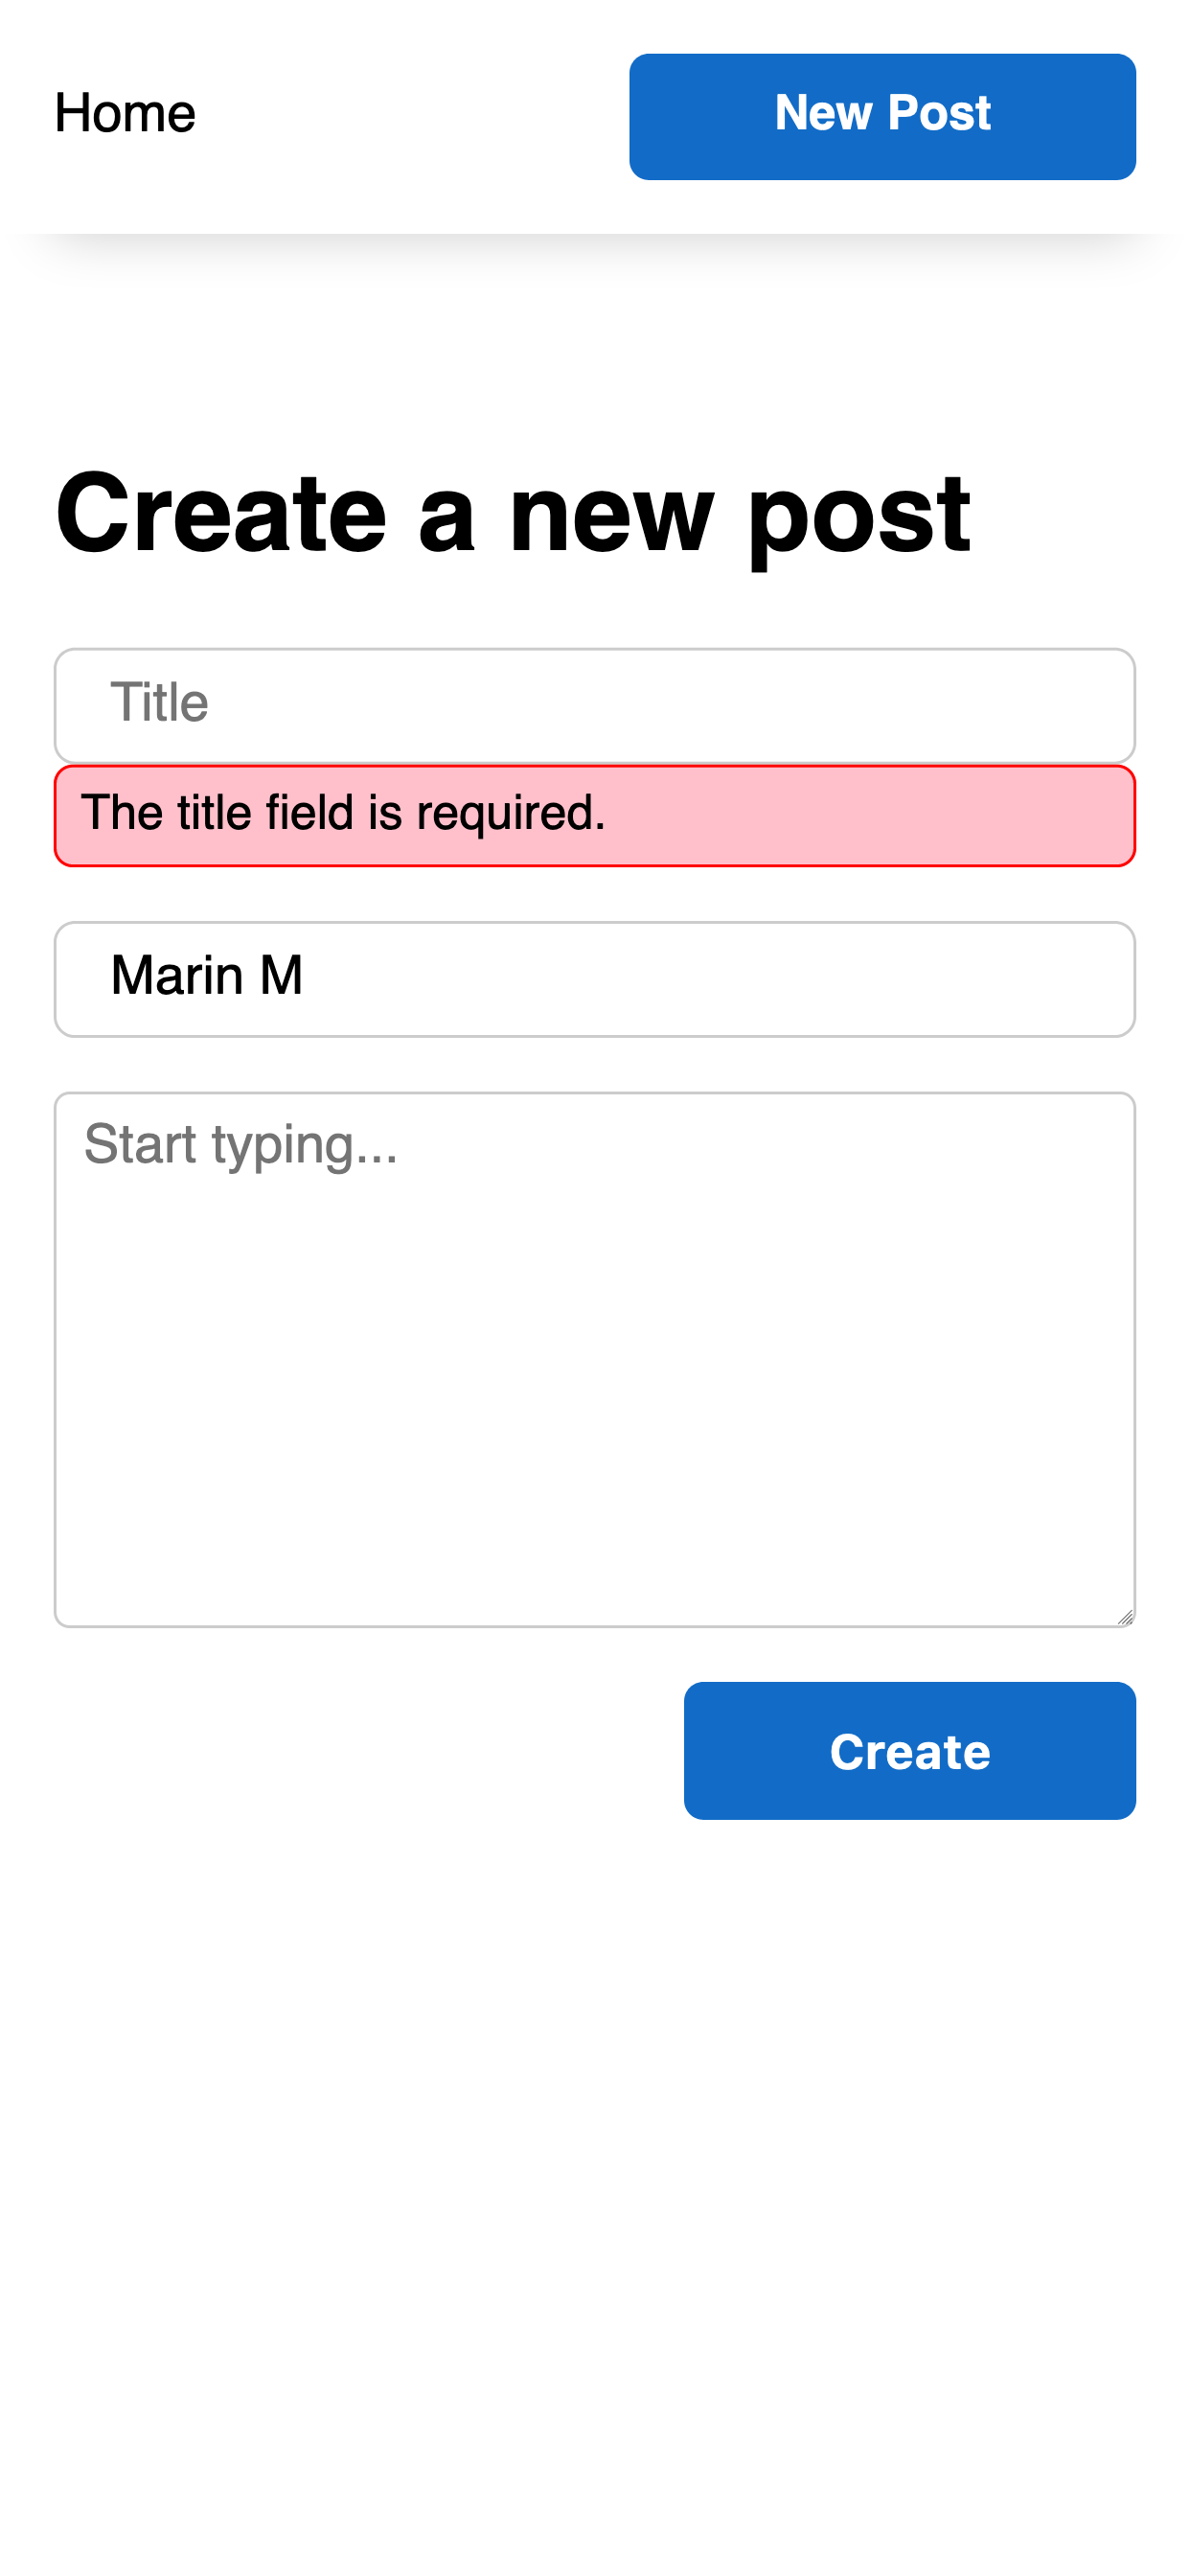 Home
New Post
Create a new post
Title
The title field is required.
Marin M
Start typing...
Create